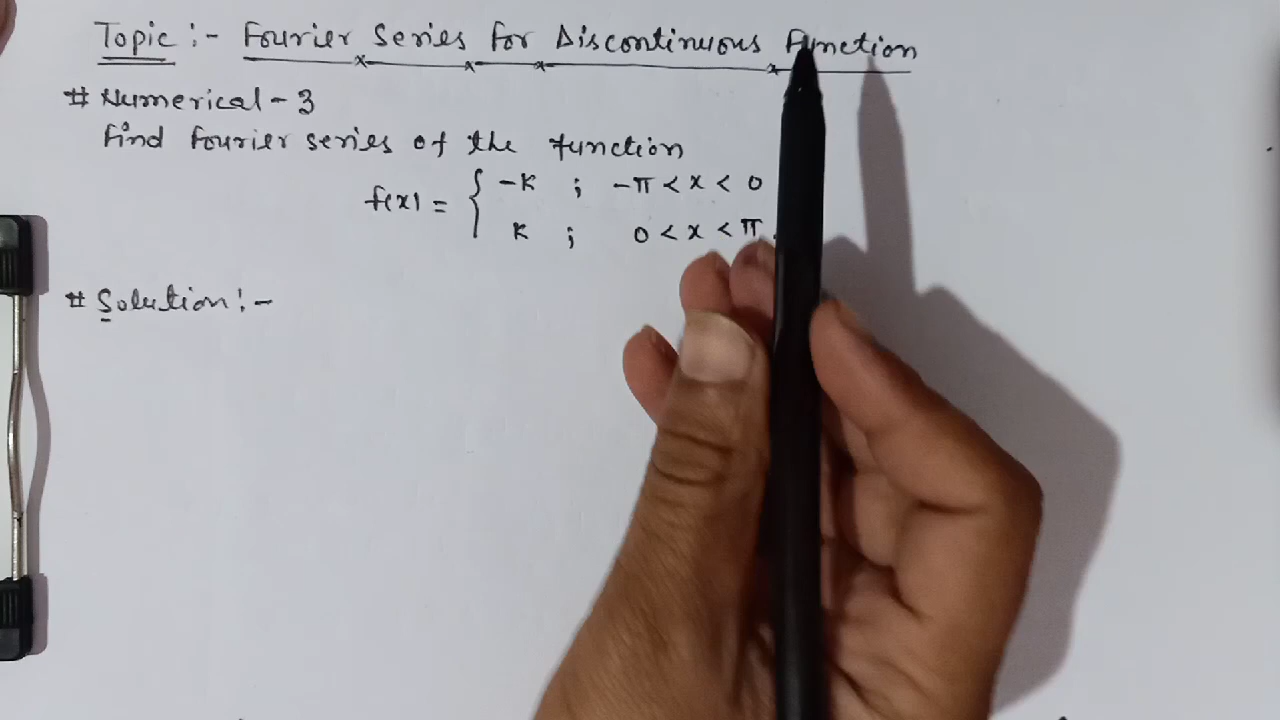 Topic :- Fourier Series for Discontinuous Function
# Numerical - 3
Find fourier series of the function
f(x) = { -K ; -π < x < 0
K ; 0 < x < π .
# Solution :-